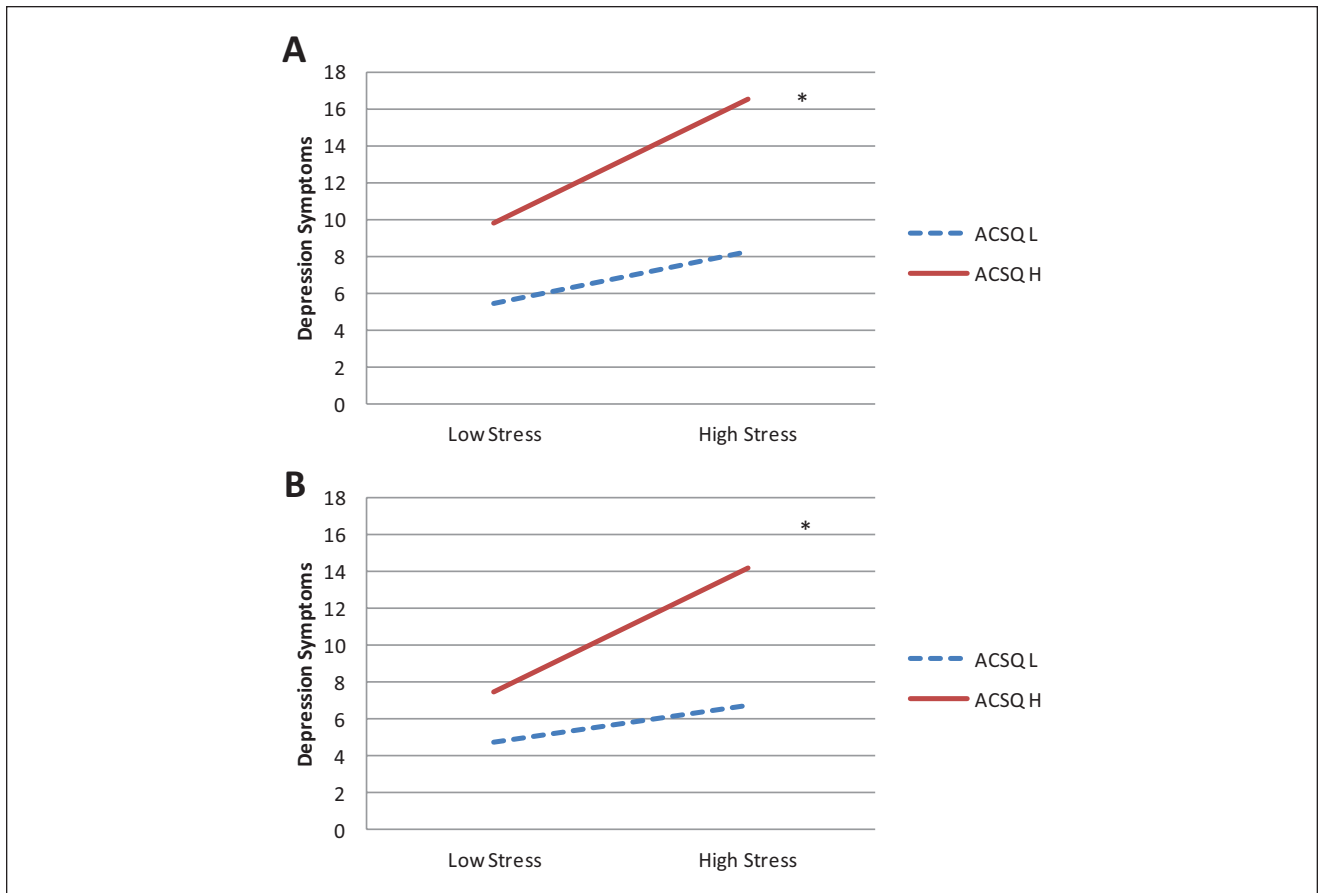 A
18
16
14
12
10
8
6
4
2
0
Depression Symptoms
*
Low Stress
High Stress
ACSQ L
ACSQ H
B
18
16
14
12
10
8
6
4
2
0
Depression Symptoms
*
Low Stress
High Stress
ACSQ L
ACSQ H